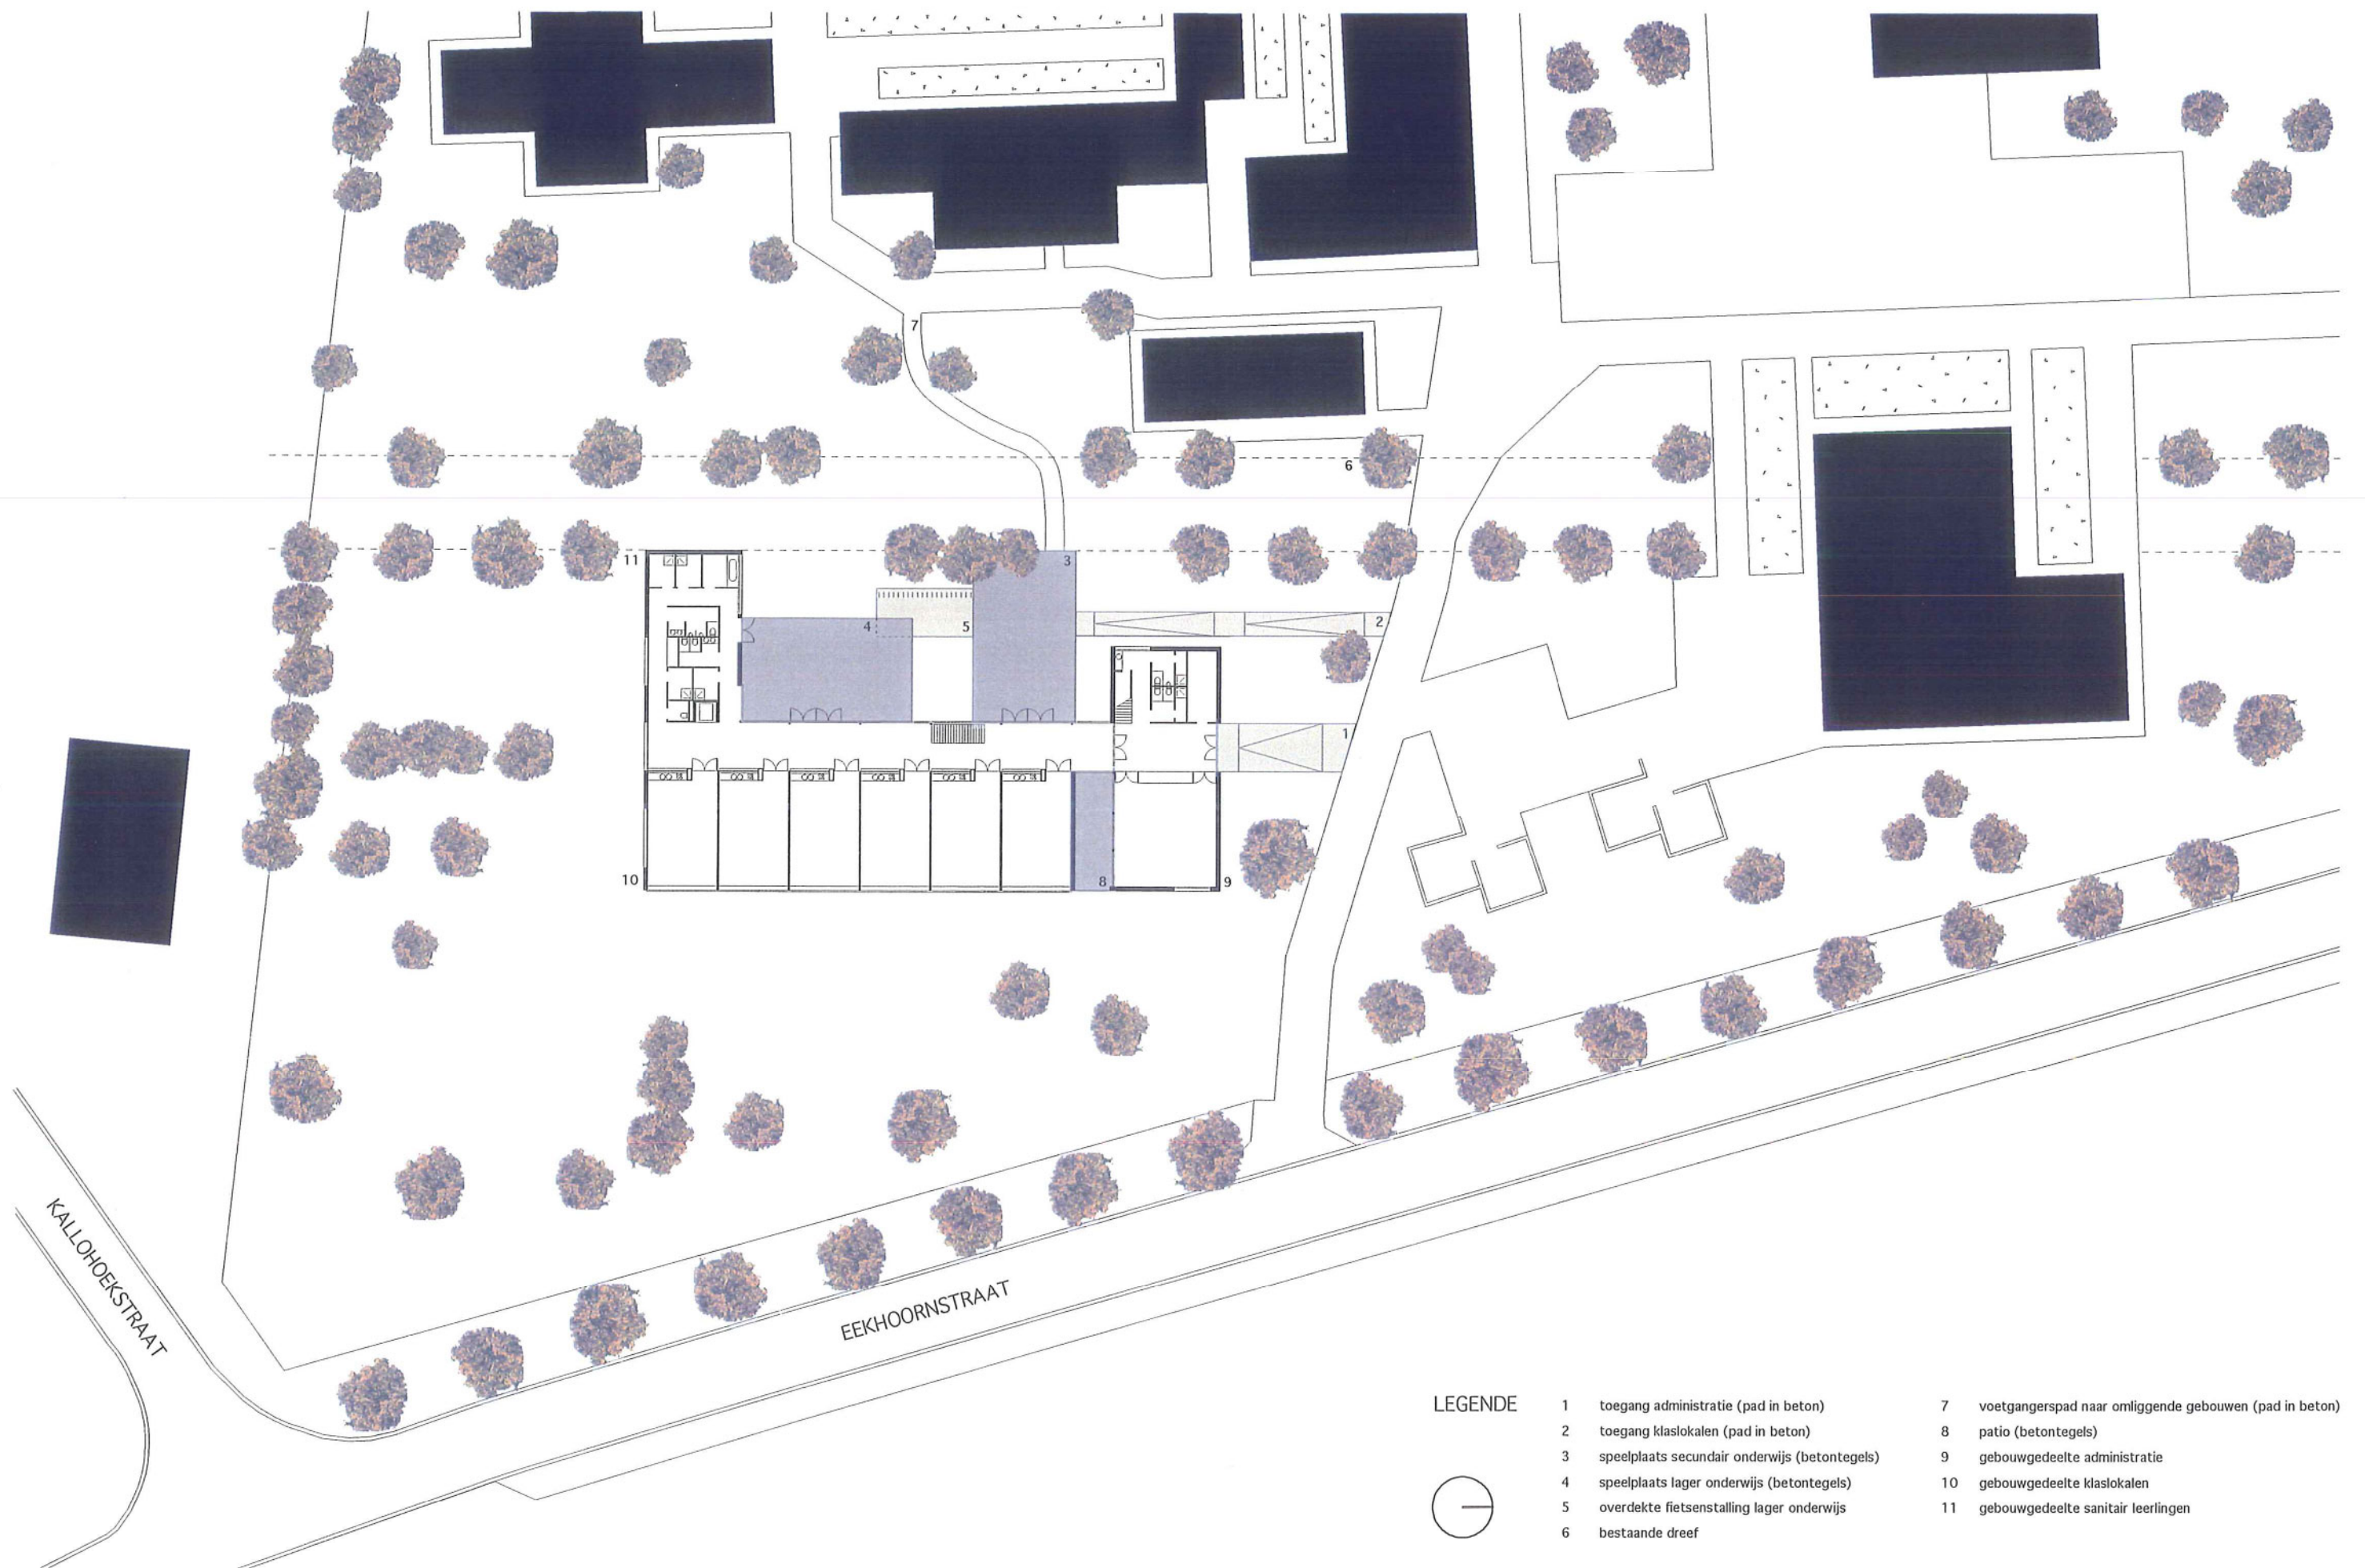 7
6
11
3
4
5
2
1
10
8
9
KALLOHOEKSTRAAT
EEKHOORNSTRAAT
LEGENDE
1 toegang administratie (pad in beton)
2 toegang klaslokalen (pad in beton)
3 speelplaats secundair onderwijs (betontegels)
4 speelplaats lager onderwijs (betontegels)
5 overdekte fietsenstalling lager onderwijs
6 bestaande dreef
7 voetgangerspad naar omliggende gebouwen (pad in beton)
8 patio (betontegels)
9 gebouwgedeelte administratie
10 gebouwgedeelte klaslokalen
11 gebouwgedeelte sanitair leerlingen